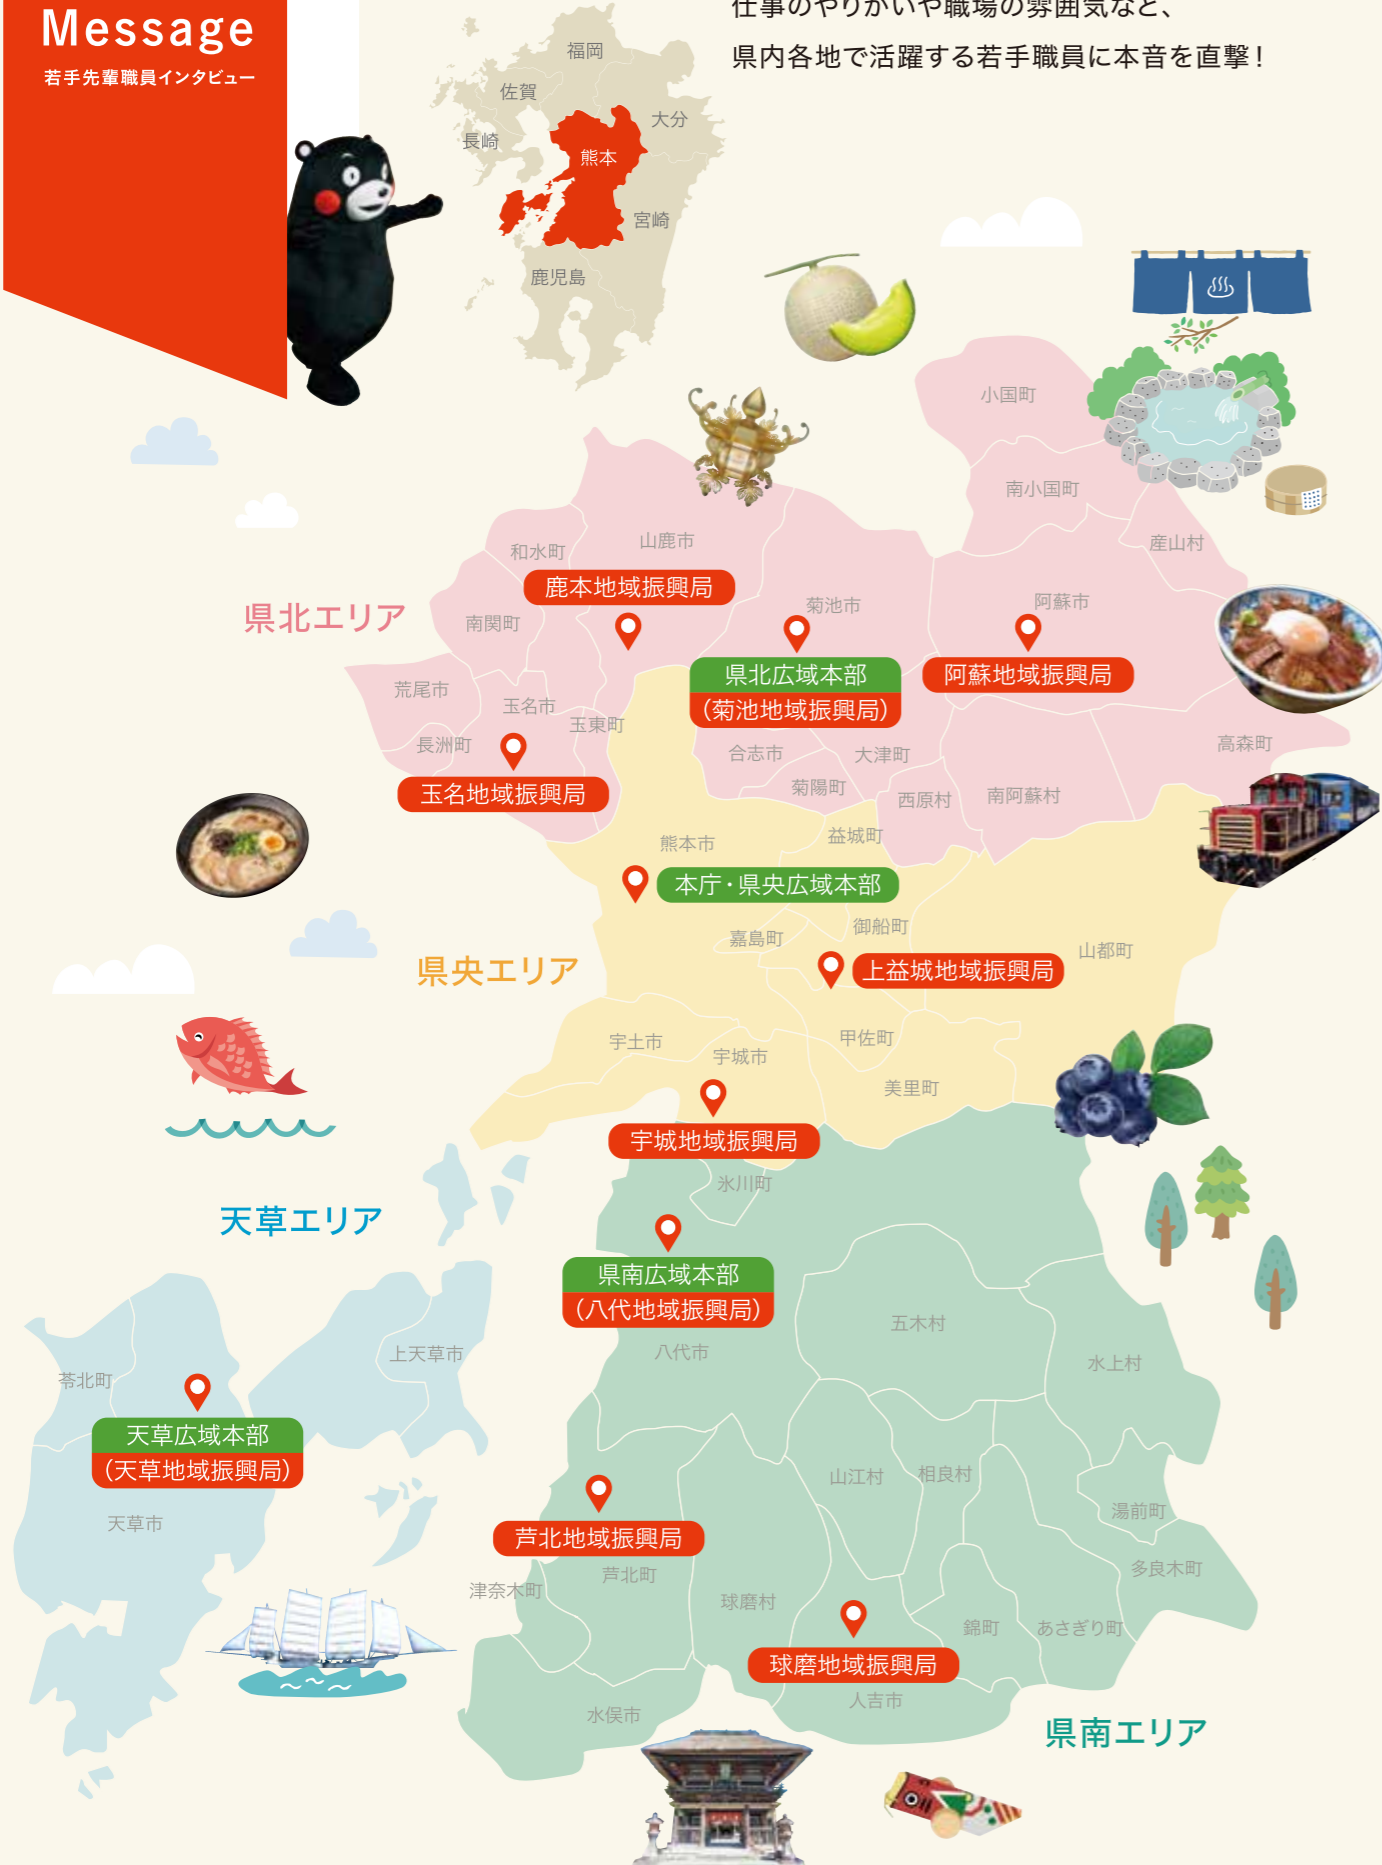 Message
若手先輩職員インタビュー
仕事のやりがいや職場の雰囲気など、
県内各地で活躍する若手職員に本音を直撃！
福岡
佐賀
大分
長崎
熊本
宮崎
鹿児島
小国町
南小国町
産山村
和水町
山鹿市
鹿本地域振興局
菊池市
阿蘇市
県北エリア
南関町
県北広域本部
（菊池地域振興局）
阿蘇地域振興局
荒尾市
玉名市
玉東町
長洲町
合志市
大津町
高森町
玉名地域振興局
菊陽町
西原村
南阿蘇村
熊本市
益城町
本庁・県央広域本部
嘉島町
御船町
山都町
県央エリア
上益城地域振興局
宇土市
宇城市
甲佐町
美里町
宇城地域振興局
氷川町
天草エリア
県南広域本部
（八代地域振興局）
五木村
八代市
水上村
上天草市
苓北町
天草広域本部
（天草地域振興局）
山江村
相良村
天草市
湯前町
芦北地域振興局
多良木町
津奈木町
芦北町
球磨村
錦町
あさぎり町
球磨地域振興局
人吉市
水俣市
県南エリア